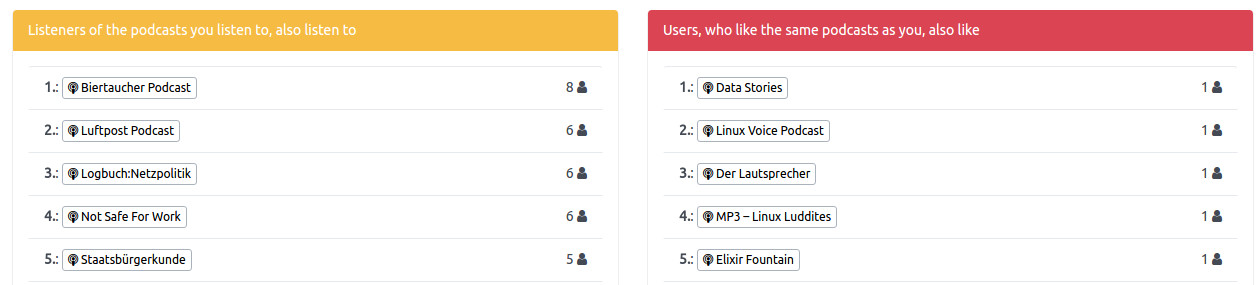 Listeners of the podcasts you listen to, also listen to
1.: Biertaucher Podcast 8
2.: Luftpost Podcast 6
3.: Logbuch:Netzpolitik 6
4.: Not Safe For Work 6
5.: Staatsbürgerkunde 5
Users, who like the same podcasts as you, also like
1.: Data Stories 1
2.: Linux Voice Podcast 1
3.: Der Lautsprecher 1
4.: MP3 – Linux Luddites 1
5.: Elixir Fountain 1